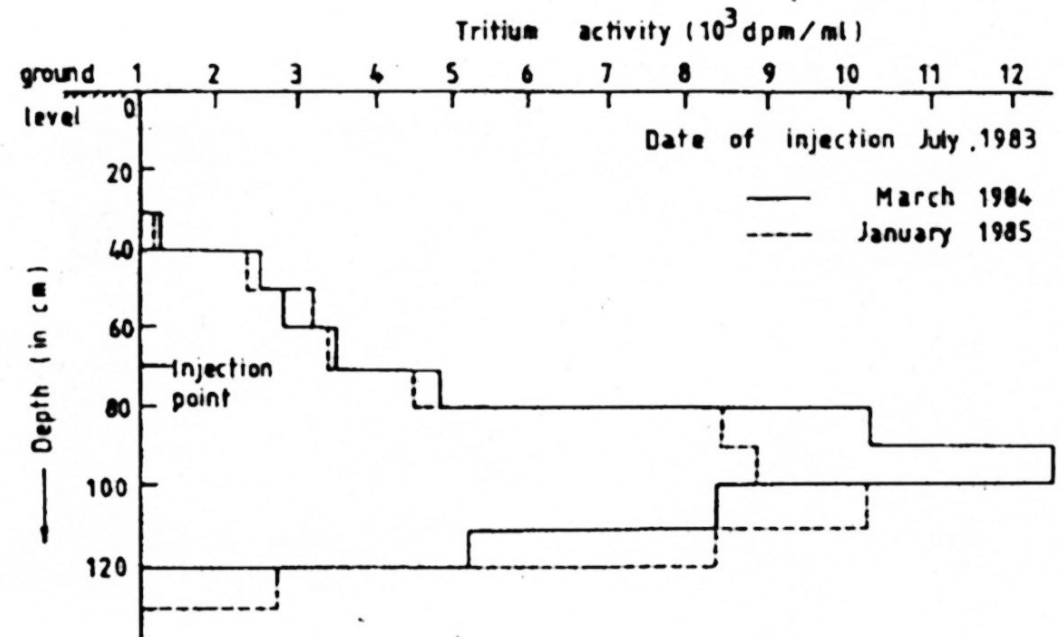 Tritium activity (10³ dpm/ml)
ground 1 2 3 4 5 6 7 8 9 10 11 12
level 0
Date of injection July, 1983
20
March 1984
January 1985
40
60
Injection
point
80
100
120
Depth (in cm)